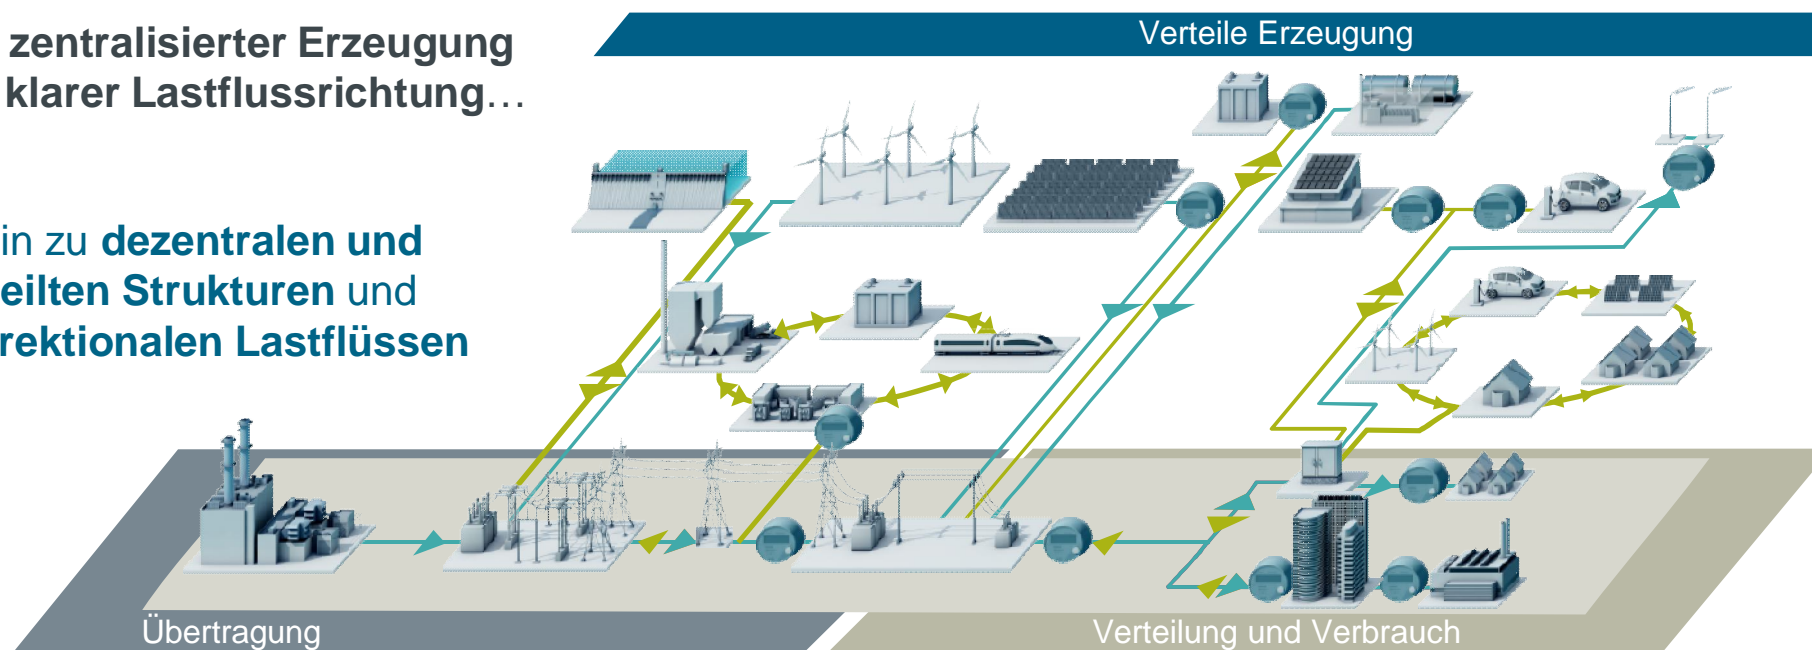 zentralisierter Erzeugung
klarer Lastflussrichtung…
in zu dezentralen und
eilten Strukturen und
rektionalen Lastflüssen
Verteile Erzeugung
Übertragung
Verteilung und Verbrauch